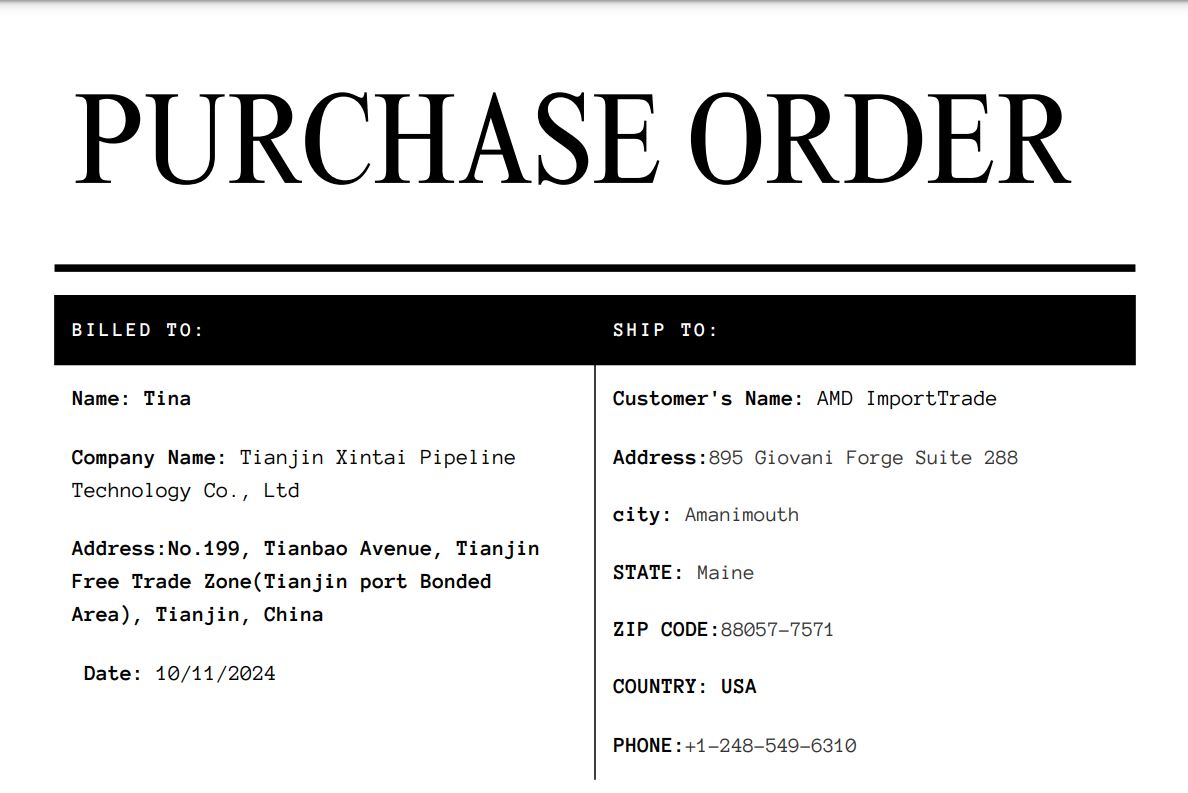 PURCHASE ORDER
BILLED TO:
Name: Tina
Company Name: Tianjin Xintai Pipeline
Technology Co., Ltd
Address:No.199, Tianbao Avenue, Tianjin
Free Trade Zone(Tianjin port Bonded
Area), Tianjin, China
Date: 10/11/2024
SHIP TO:
Customer's Name: AMD ImportTrade
Address:895 Giovani Forge Suite 288
city: Amanimouth
STATE: Maine
ZIP CODE:88057-7571
COUNTRY: USA
PHONE:+1-248-549-6310